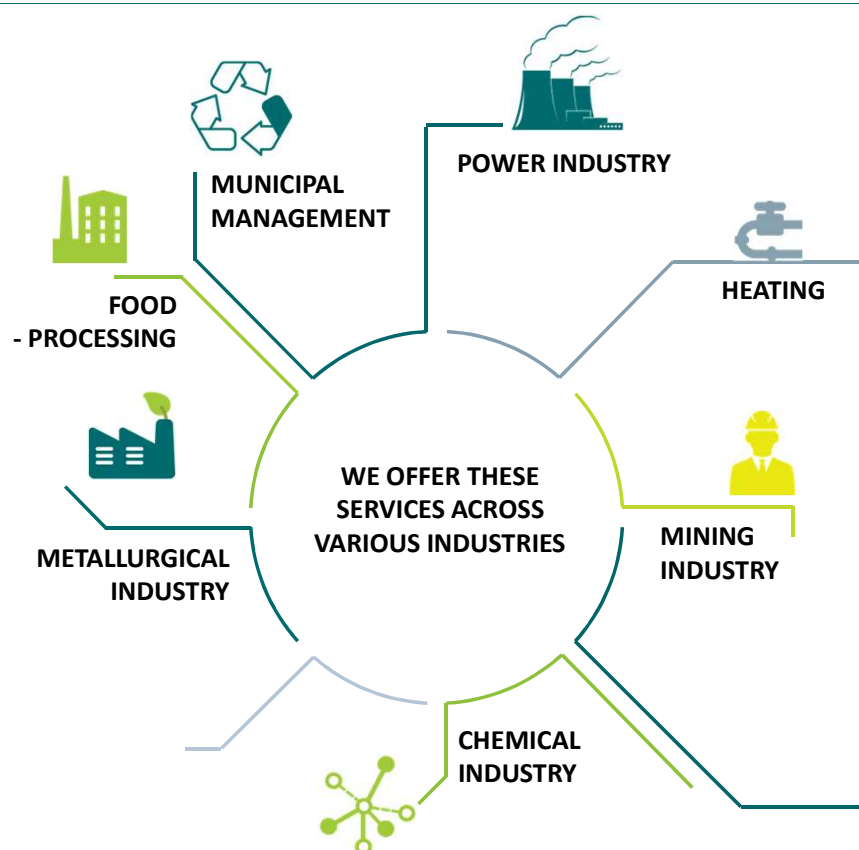 MUNICIPAL
MANAGEMENT
POWER INDUSTRY
FOOD
- PROCESSING
HEATING
WE OFFER THESE
SERVICES ACROSS
VARIOUS INDUSTRIES
METALLURGICAL
INDUSTRY
MINING
INDUSTRY
CHEMICAL
INDUSTRY